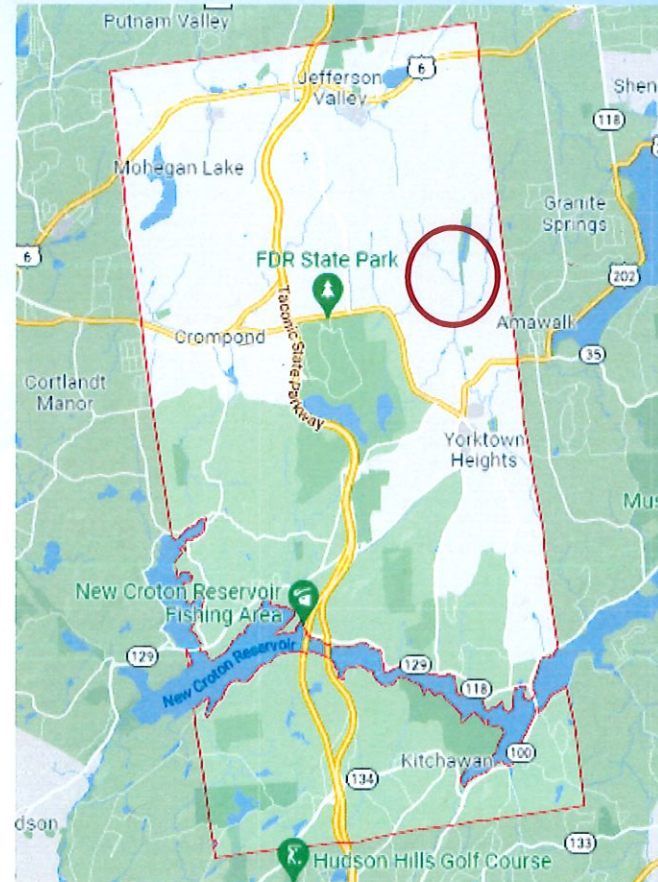 Putnam Valley
6
Jefferson
Valley
Shen
118
Mohegan Lake
Granite
Springs
6
FDR State Park
202
Taconic State Parkway
Amawalk
Crompond
35
Cortlandt
Manor
Yorktown
Heights
Mus
New Croton Reservoir
Fishing Area
129
New Croton Reservoir
129
118
100
Kitchawan
134
dson
133
Hudson Hills Golf Course